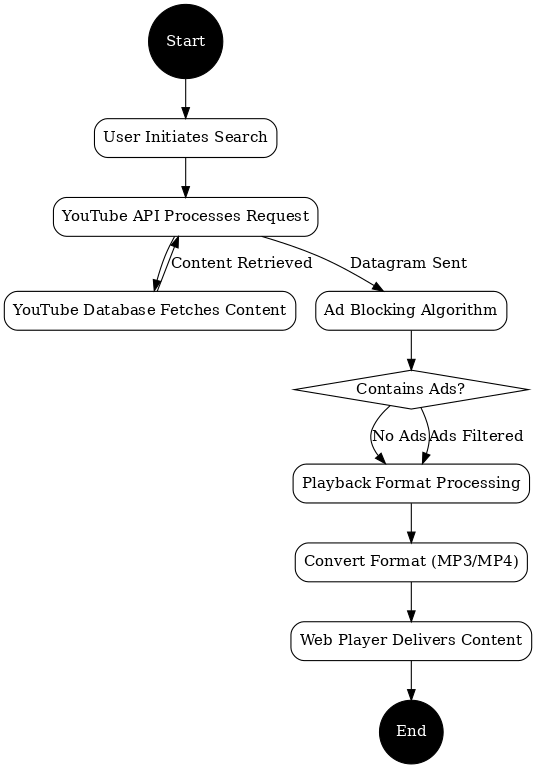 Start
User Initiates Search
YouTube API Processes Request
Content Retrieved
Datagram Sent
YouTube Database Fetches Content
Ad Blocking Algorithm
Contains Ads?
No Ads
Ads Filtered
Playback Format Processing
Convert Format (MP3/MP4)
Web Player Delivers Content
End